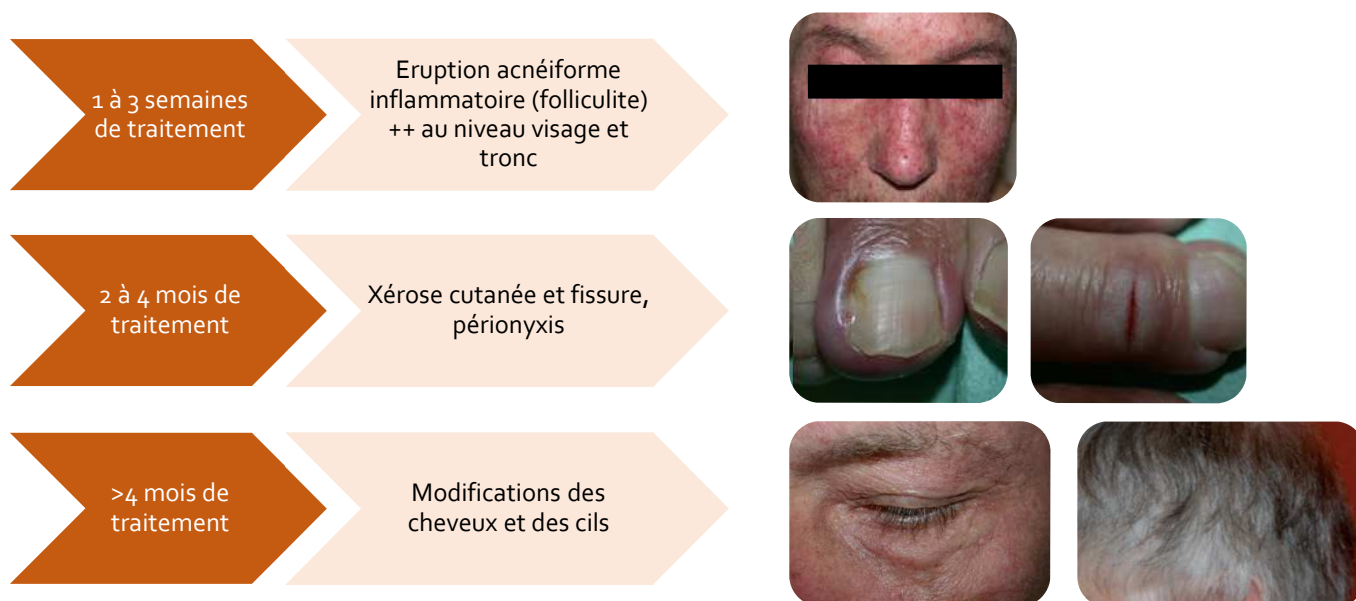 1 à 3 semaines
de traitement
Eruption acnéiforme
inflammatoire (folliculite)
++ au niveau visage et
tronc
2 à 4 mois de
traitement
Xérose cutanée et fissure,
périonyxis
>4 mois de
traitement
Modifications des
cheveux et des cils